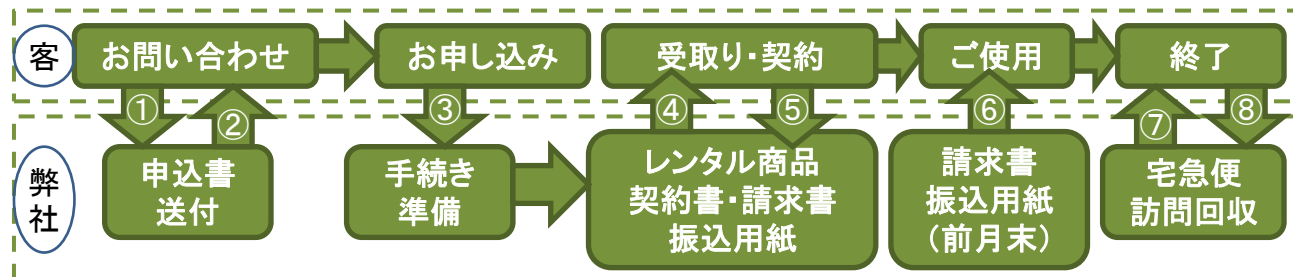 客
お問い合わせ
お申し込み
受取り・契約
ご使用
終了
①
②
③
④
⑤
⑥
⑦
⑧
弊社
申込書
送付
手続き
準備
レンタル商品
契約書・請求書
振込用紙
請求書
振込用紙
(前月末)
宅急便
訪問回収